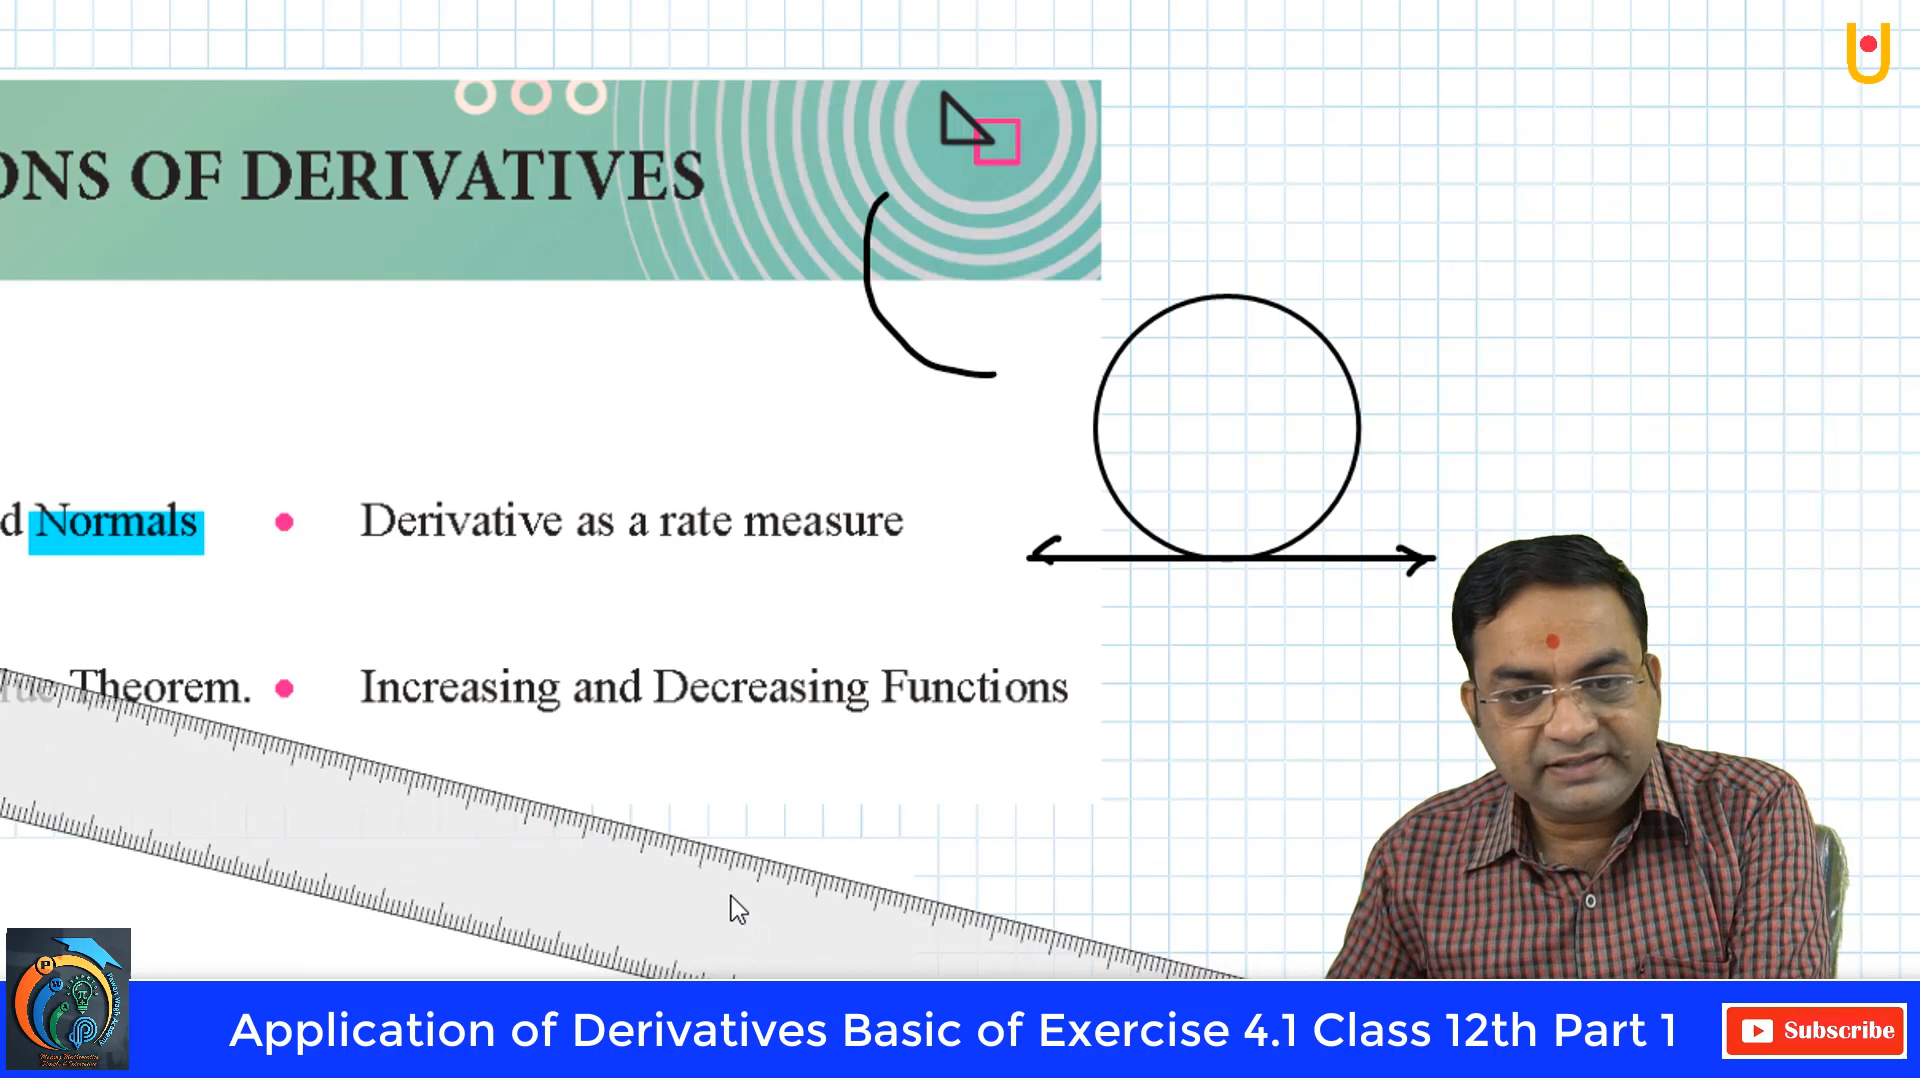 ONS OF DERIVATIVES
d Normals
• Derivative as a rate measure
Theorem. • Increasing and Decreasing Functions
Application of Derivatives Basic of Exercise 4.1 Class 12th Part 1
Subscribe